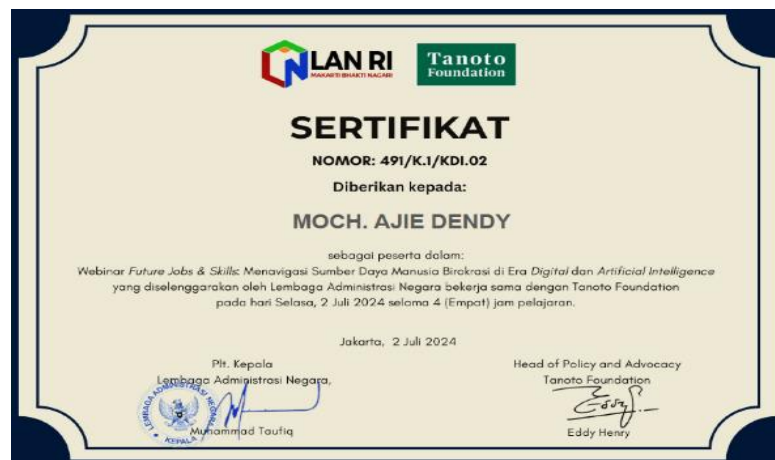 LAN RI
MAKARTI BHAKTI NAGARI
Tanoto
Foundation
SERTIFIKAT
NOMOR: 491/K.1/KDI.02
Diberikan kepada:
MOCH. AJIE DENDY
sebagai peserta dalam:
Webinar Future Jobs & Skills: Menavigasi Sumber Daya Manusia Birokrasi di Era Digital dan Artificial Intelligence
yang diselenggarakan oleh Lembaga Administrasi Negara bekerja sama dengan Tanoto Foundation
pada hari Selasa, 2 Juli 2024 selama 4 (Empat) jam pelajaran.
Jakarta, 2 Juli 2024
Plt. Kepala
Lembaga Administrasi Negara,
LEMBAGA ADMINISTRASI NEGARA
KEPALA
Muhammad Taufiq
Head of Policy and Advocacy
Tanoto Foundation
Eddy Henry